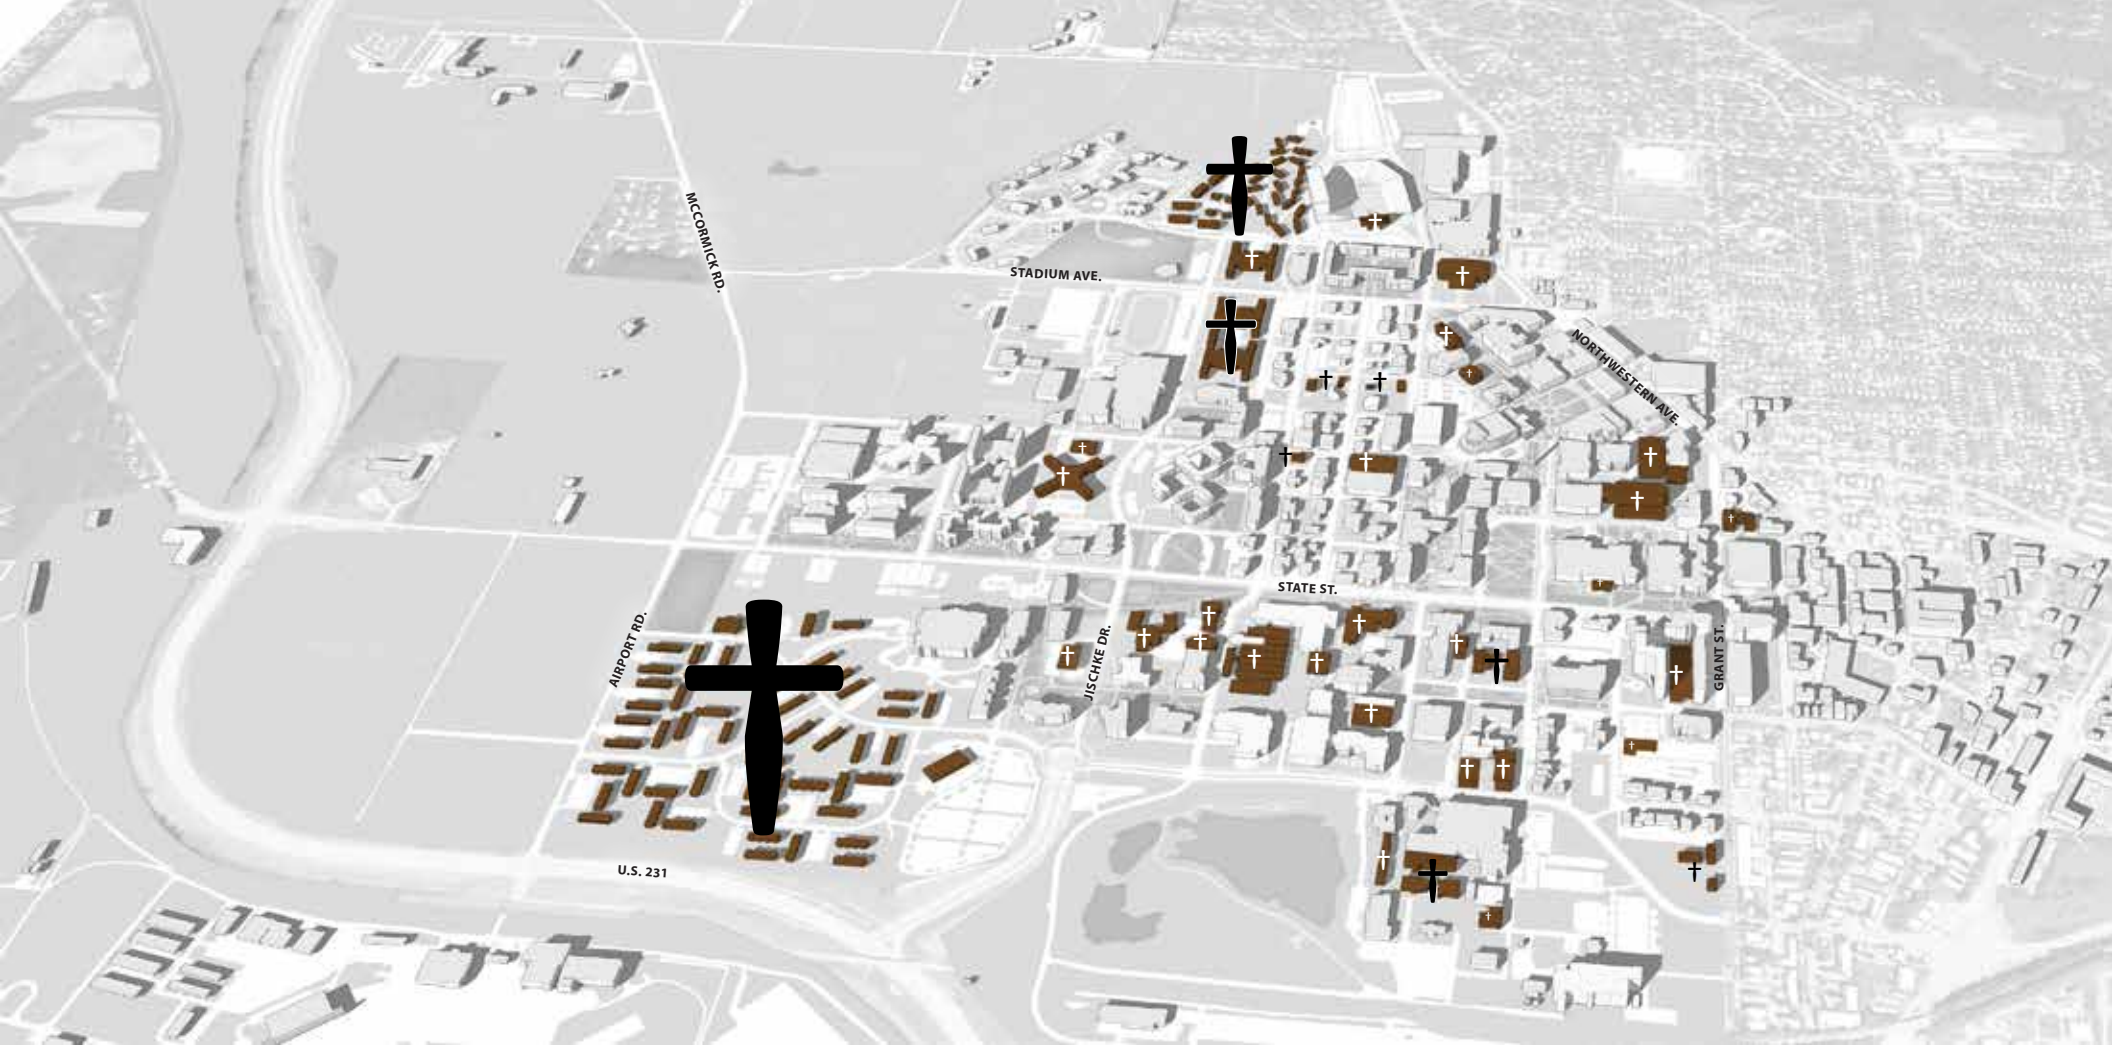 MCCORMICK RD.
STADIUM AVE.
NORTHWESTERN AVE.
STATE ST.
AIRPORT RD.
JISCHKE DR.
GRANT ST.
U.S. 231